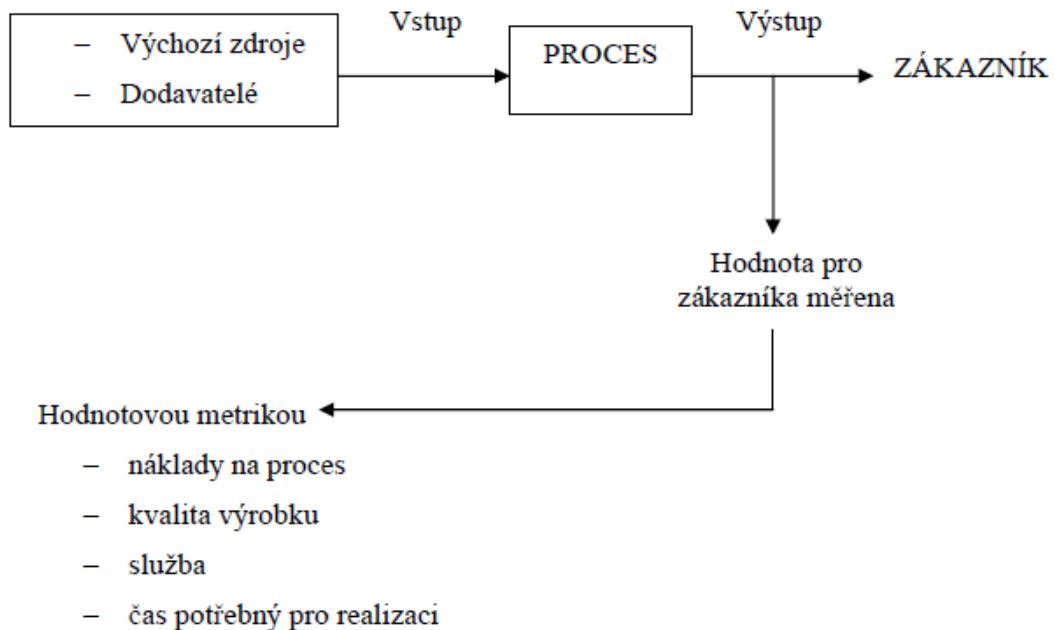 Vstup
Výstup
– Výchozí zdroje
– Dodavatelé
PROCES
ZÁKAZNÍK
Hodnota pro
zákazníka měřena
Hodnotovou metrikou
– náklady na proces
– kvalita výrobku
– služba
– čas potřebný pro realizaci